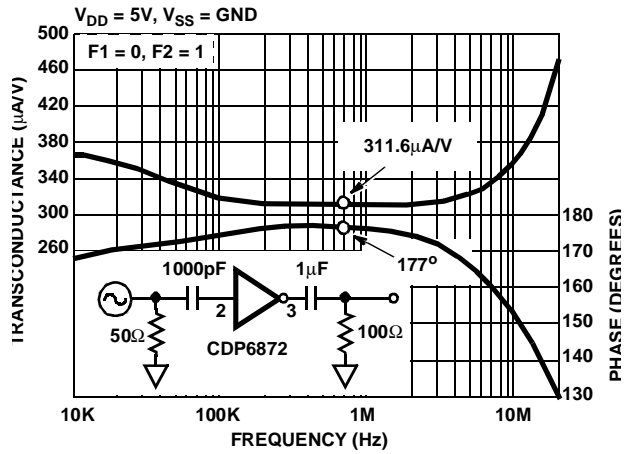 V_DD = 5V, V_SS = GND
F1 = 0, F2 = 1
TRANSCONDUCTANCE (µA/V)
500
460
420
380
340
300
260
311.6µA/V
177°
1000pF
1µF
2
3
50Ω
100Ω
CDP6872
180
170
160
150
140
130
PHASE (DEGREES)
10K
100K
1M
10M
FREQUENCY (Hz)